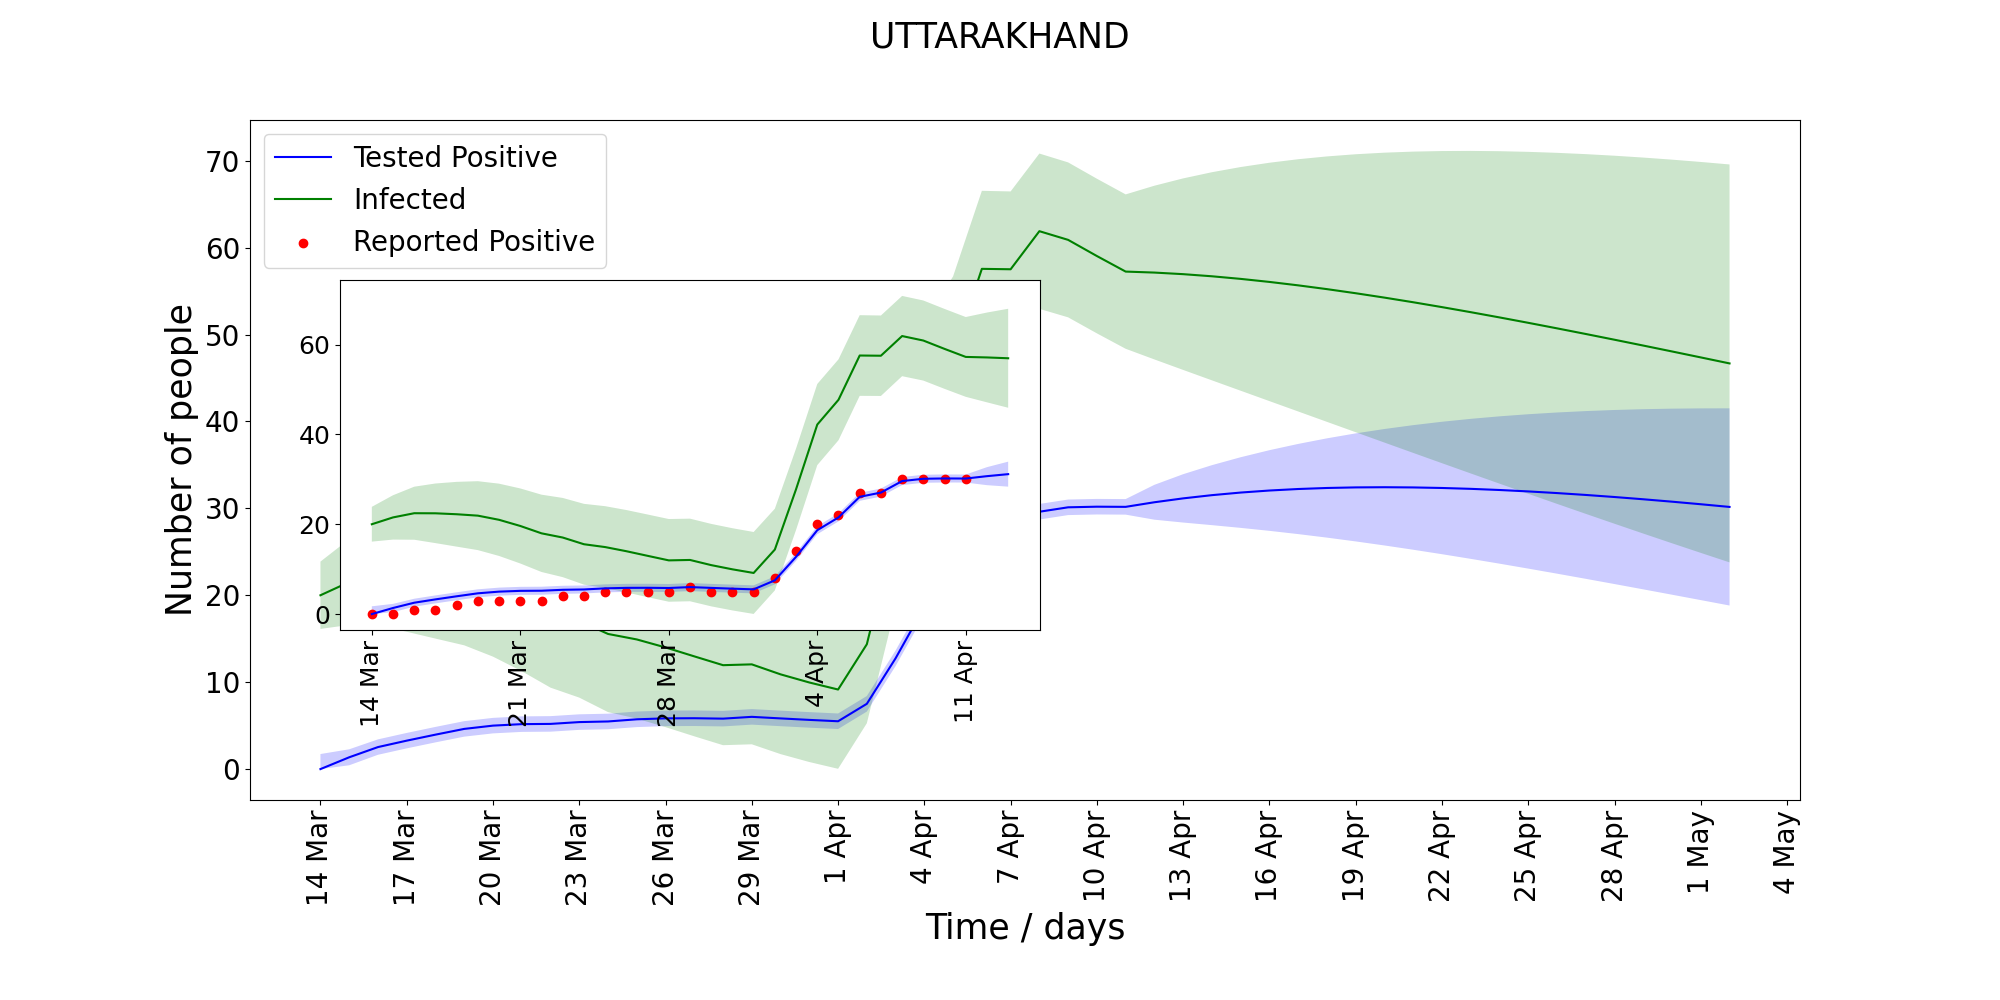 UTTARAKHAND
Tested Positive
Infected
Reported Positive
Number of people
70
60
50
40
30
20
10
0
60
40
20
0
14 Mar
21 Mar
28 Mar
4 Apr
11 Apr
14 Mar
17 Mar
20 Mar
23 Mar
26 Mar
29 Mar
1 Apr
4 Apr
7 Apr
10 Apr
13 Apr
16 Apr
19 Apr
22 Apr
25 Apr
28 Apr
1 May
4 May
Time / days